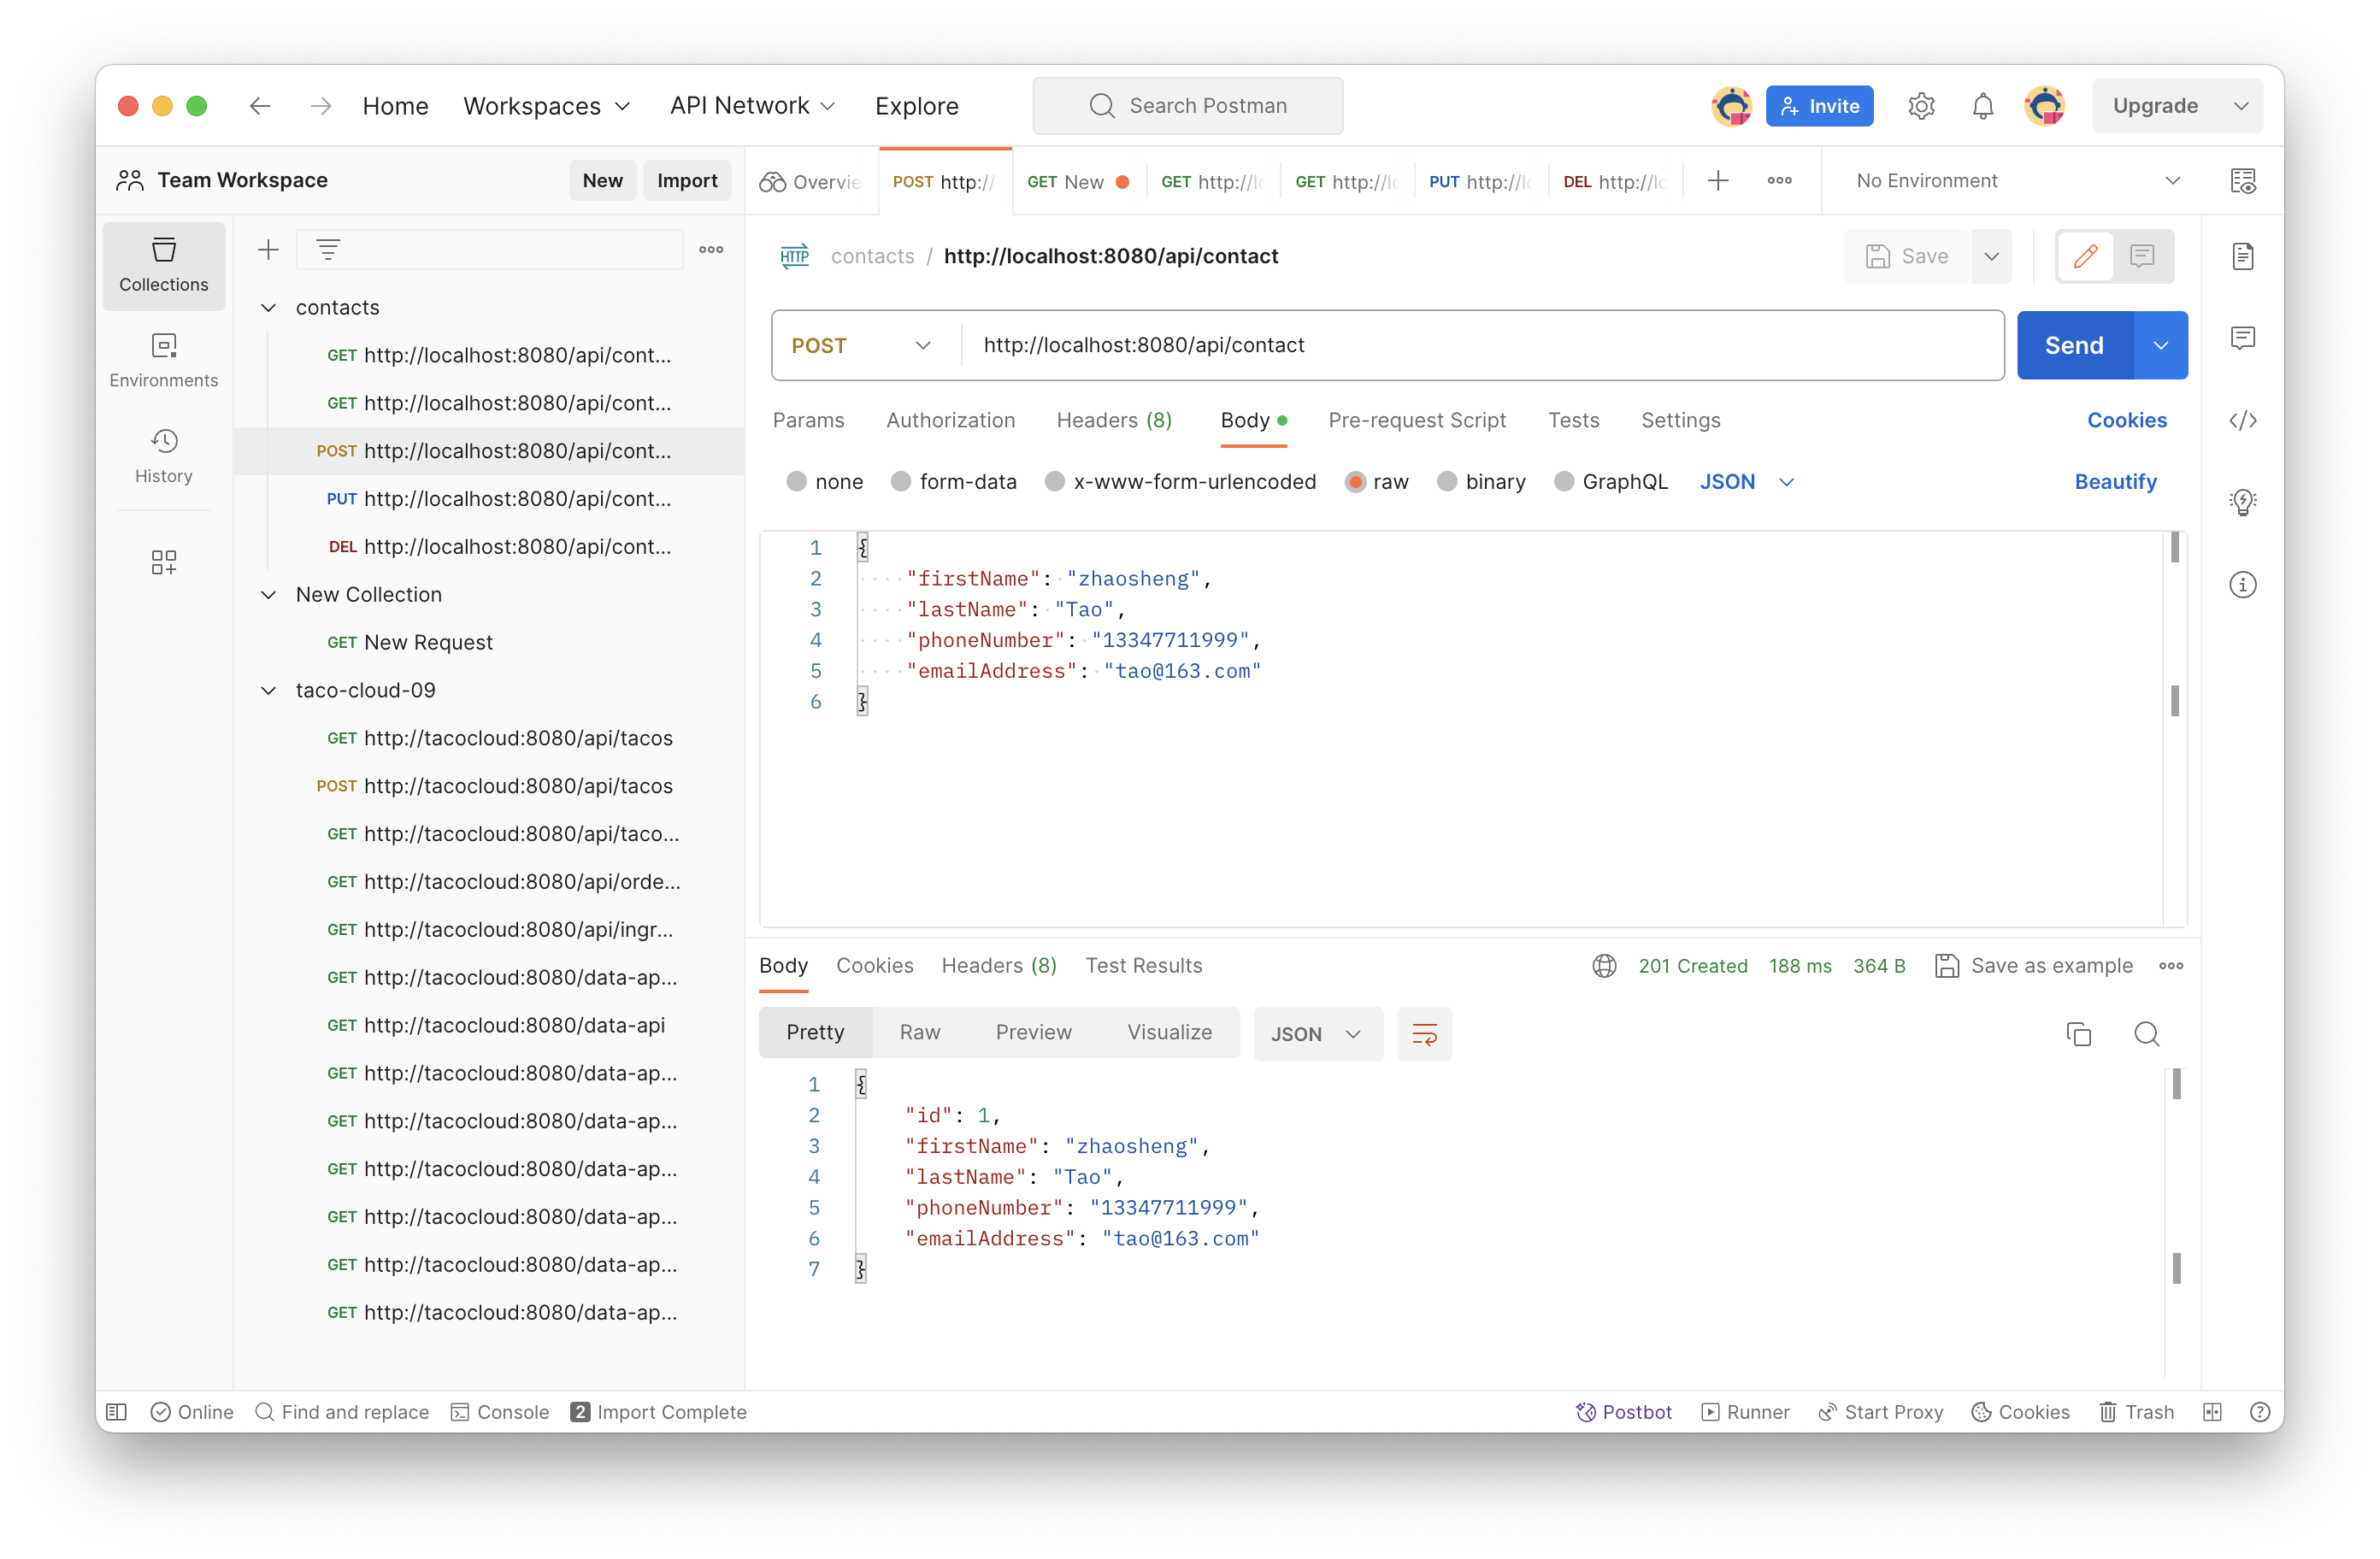 Home Workspaces API Network Explore Search Postman Invite Upgrade
Team Workspace New Import
Overvie POST http:// GET New GET http://lo GET http://lo PUT http://lo DEL http://lo No Environment
Collections
Environments
History
contacts
GET http://localhost:8080/api/cont...
GET http://localhost:8080/api/cont...
POST http://localhost:8080/api/cont...
PUT http://localhost:8080/api/cont...
DEL http://localhost:8080/api/cont...
New Collection
GET New Request
taco-cloud-09
GET http://tacocloud:8080/api/tacos
POST http://tacocloud:8080/api/tacos
GET http://tacocloud:8080/api/taco...
GET http://tacocloud:8080/api/orde...
GET http://tacocloud:8080/api/ingr...
GET http://tacocloud:8080/data-ap...
GET http://tacocloud:8080/data-api
GET http://tacocloud:8080/data-ap...
GET http://tacocloud:8080/data-ap...
GET http://tacocloud:8080/data-ap...
GET http://tacocloud:8080/data-ap...
GET http://tacocloud:8080/data-ap...
GET http://tacocloud:8080/data-ap...
HTTP contacts / http://localhost:8080/api/contact Save
POST http://localhost:8080/api/contact Send
Params Authorization Headers (8) Body Pre-request Script Tests Settings Cookies
none form-data x-www-form-urlencoded raw binary GraphQL JSON Beautify
1 {
2 "firstName": "zhaosheng",
3 "lastName": "Tao",
4 "phoneNumber": "13347711999",
5 "emailAddress": "tao@163.com"
6 }
Body Cookies Headers (8) Test Results 201 Created 188 ms 364 B Save as example
Pretty Raw Preview Visualize JSON
1 {
2 "id": 1,
3 "firstName": "zhaosheng",
4 "lastName": "Tao",
5 "phoneNumber": "13347711999",
6 "emailAddress": "tao@163.com"
7 }
Online Find and replace Console 2 Import Complete Postbot Runner Start Proxy Cookies Trash